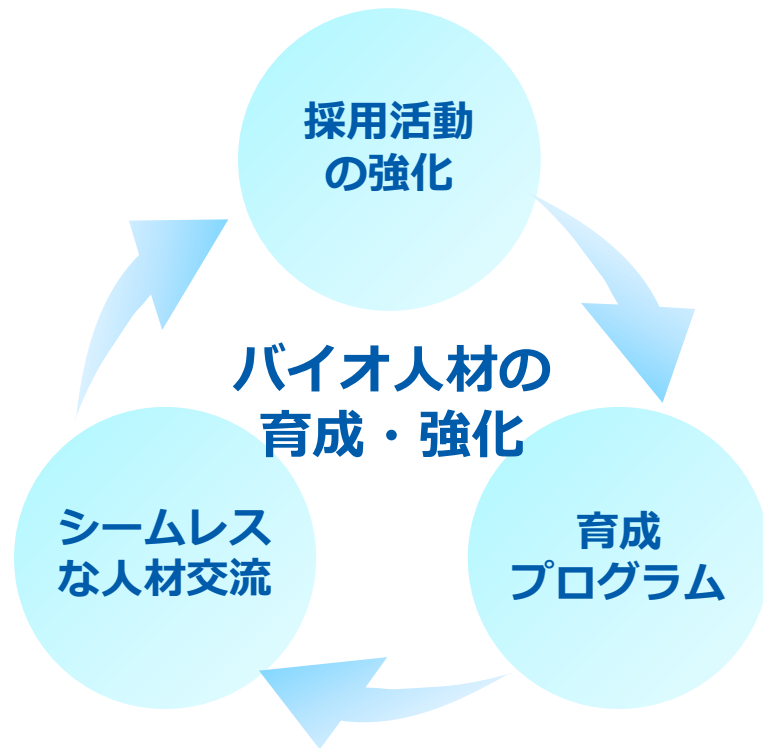 採用活動
の強化
バイオ人材の
育成・強化
シームレス
な人材交流
育成
プログラム